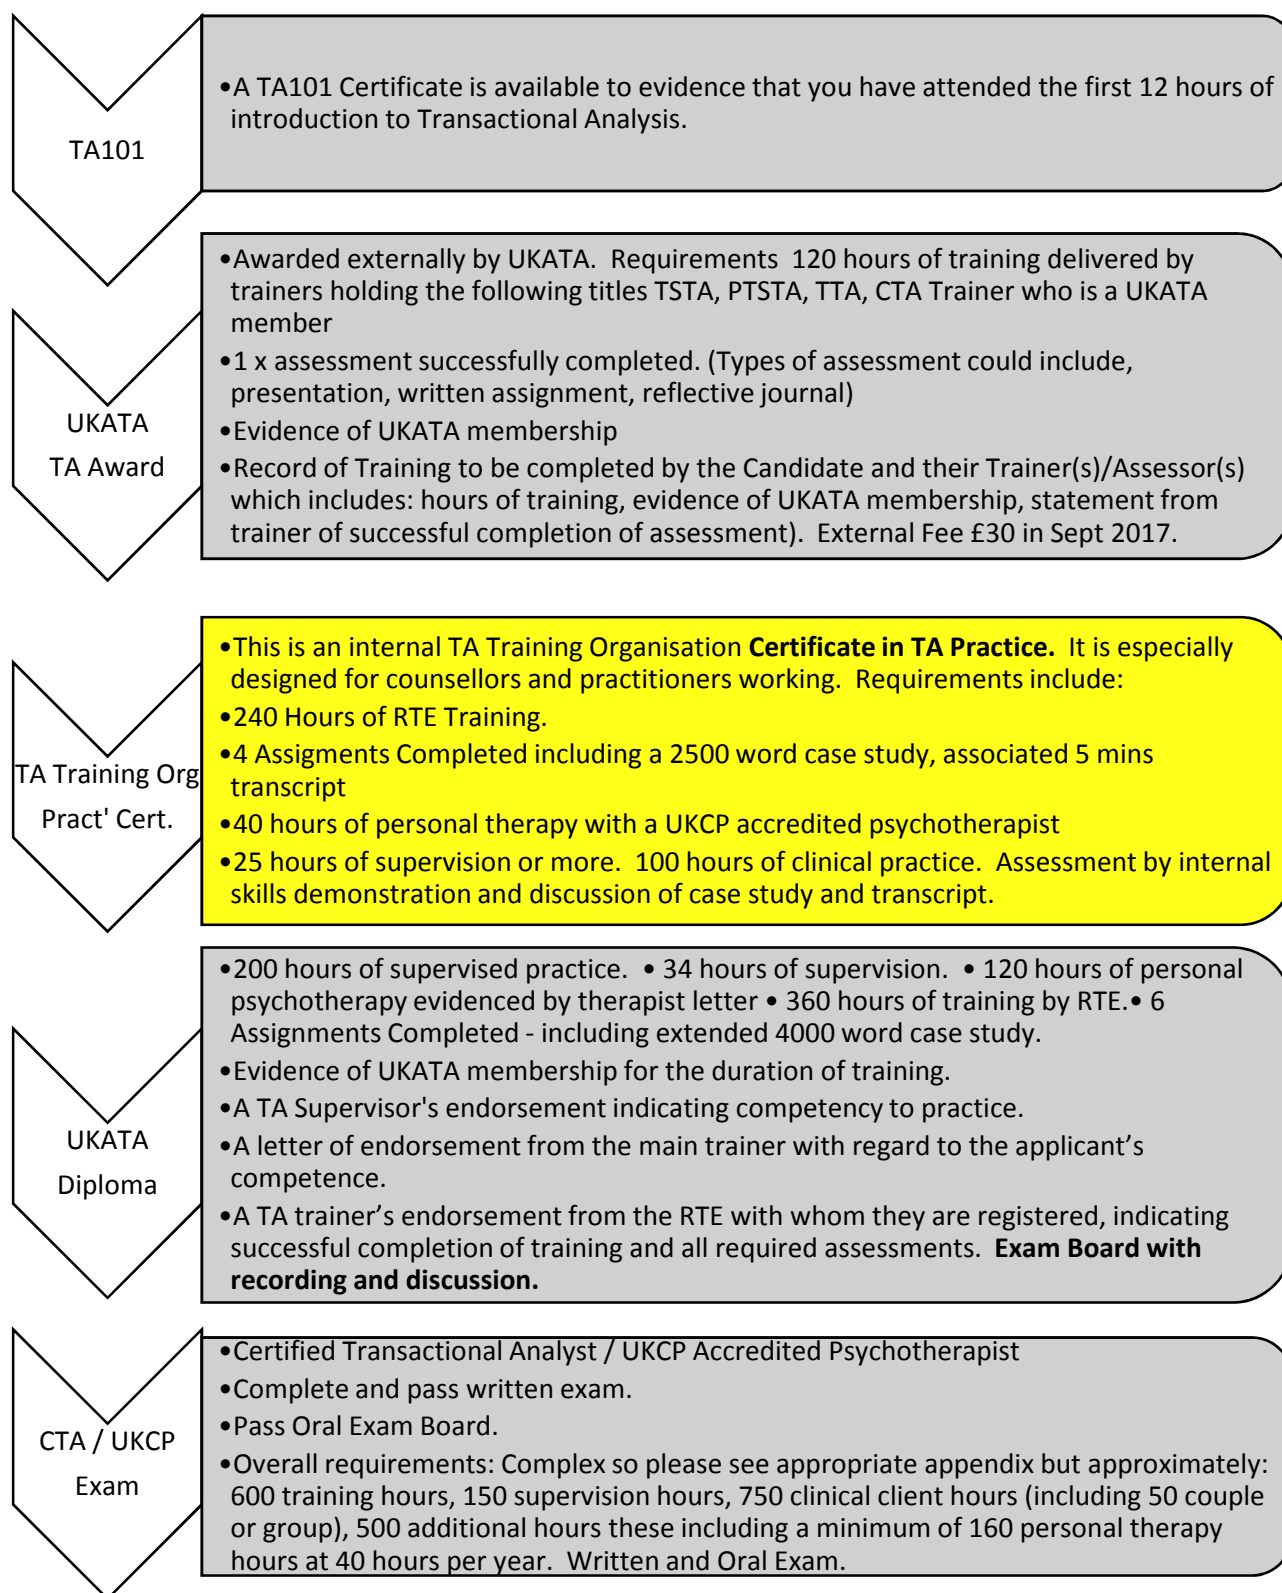 TA101
•A TA101 Certificate is available to evidence that you have attended the first 12 hours of
introduction to Transactional Analysis.
UKATA
TA Award
•Awarded externally by UKATA.  Requirements  120 hours of training delivered by
trainers holding the following titles TSTA, PTSTA, TTA, CTA Trainer who is a UKATA
member
•1 x assessment successfully completed. (Types of assessment could include,
presentation, written assignment, reflective journal)
•Evidence of UKATA membership
•Record of Training to be completed by the Candidate and their Trainer(s)/Assessor(s)
which includes: hours of training, evidence of UKATA membership, statement from
trainer of successful completion of assessment).  External Fee £30 in Sept 2017.
TA Training Org
Pract' Cert.
•This is an internal TA Training Organisation Certificate in TA Practice.  It is especially
designed for counsellors and practitioners working.  Requirements include:
•240 Hours of RTE Training.
•4 Assigments Completed including a 2500 word case study, associated 5 mins
transcript
•40 hours of personal therapy with a UKCP accredited psychotherapist
•25 hours of supervision or more.  100 hours of clinical practice.  Assessment by internal
skills demonstration and discussion of case study and transcript.
UKATA
Diploma
•200 hours of supervised practice.  • 34 hours of supervision.  • 120 hours of personal
psychotherapy evidenced by therapist letter • 360 hours of training by RTE.• 6
Assignments Completed - including extended 4000 word case study.
•Evidence of UKATA membership for the duration of training.
•A TA Supervisor's endorsement indicating competency to practice.
•A letter of endorsement from the main trainer with regard to the applicant’s
competence.
•A TA trainer’s endorsement from the RTE with whom they are registered, indicating
successful completion of training and all required assessments.  Exam Board with
recording and discussion.
CTA / UKCP
Exam
•Certified Transactional Analyst / UKCP Accredited Psychotherapist
•Complete and pass written exam.
•Pass Oral Exam Board.
•Overall requirements: Complex so please see appropriate appendix but approximately:
600 training hours, 150 supervision hours, 750 clinical client hours (including 50 couple
or group), 500 additional hours these including a minimum of 160 personal therapy
hours at 40 hours per year.  Written and Oral Exam.